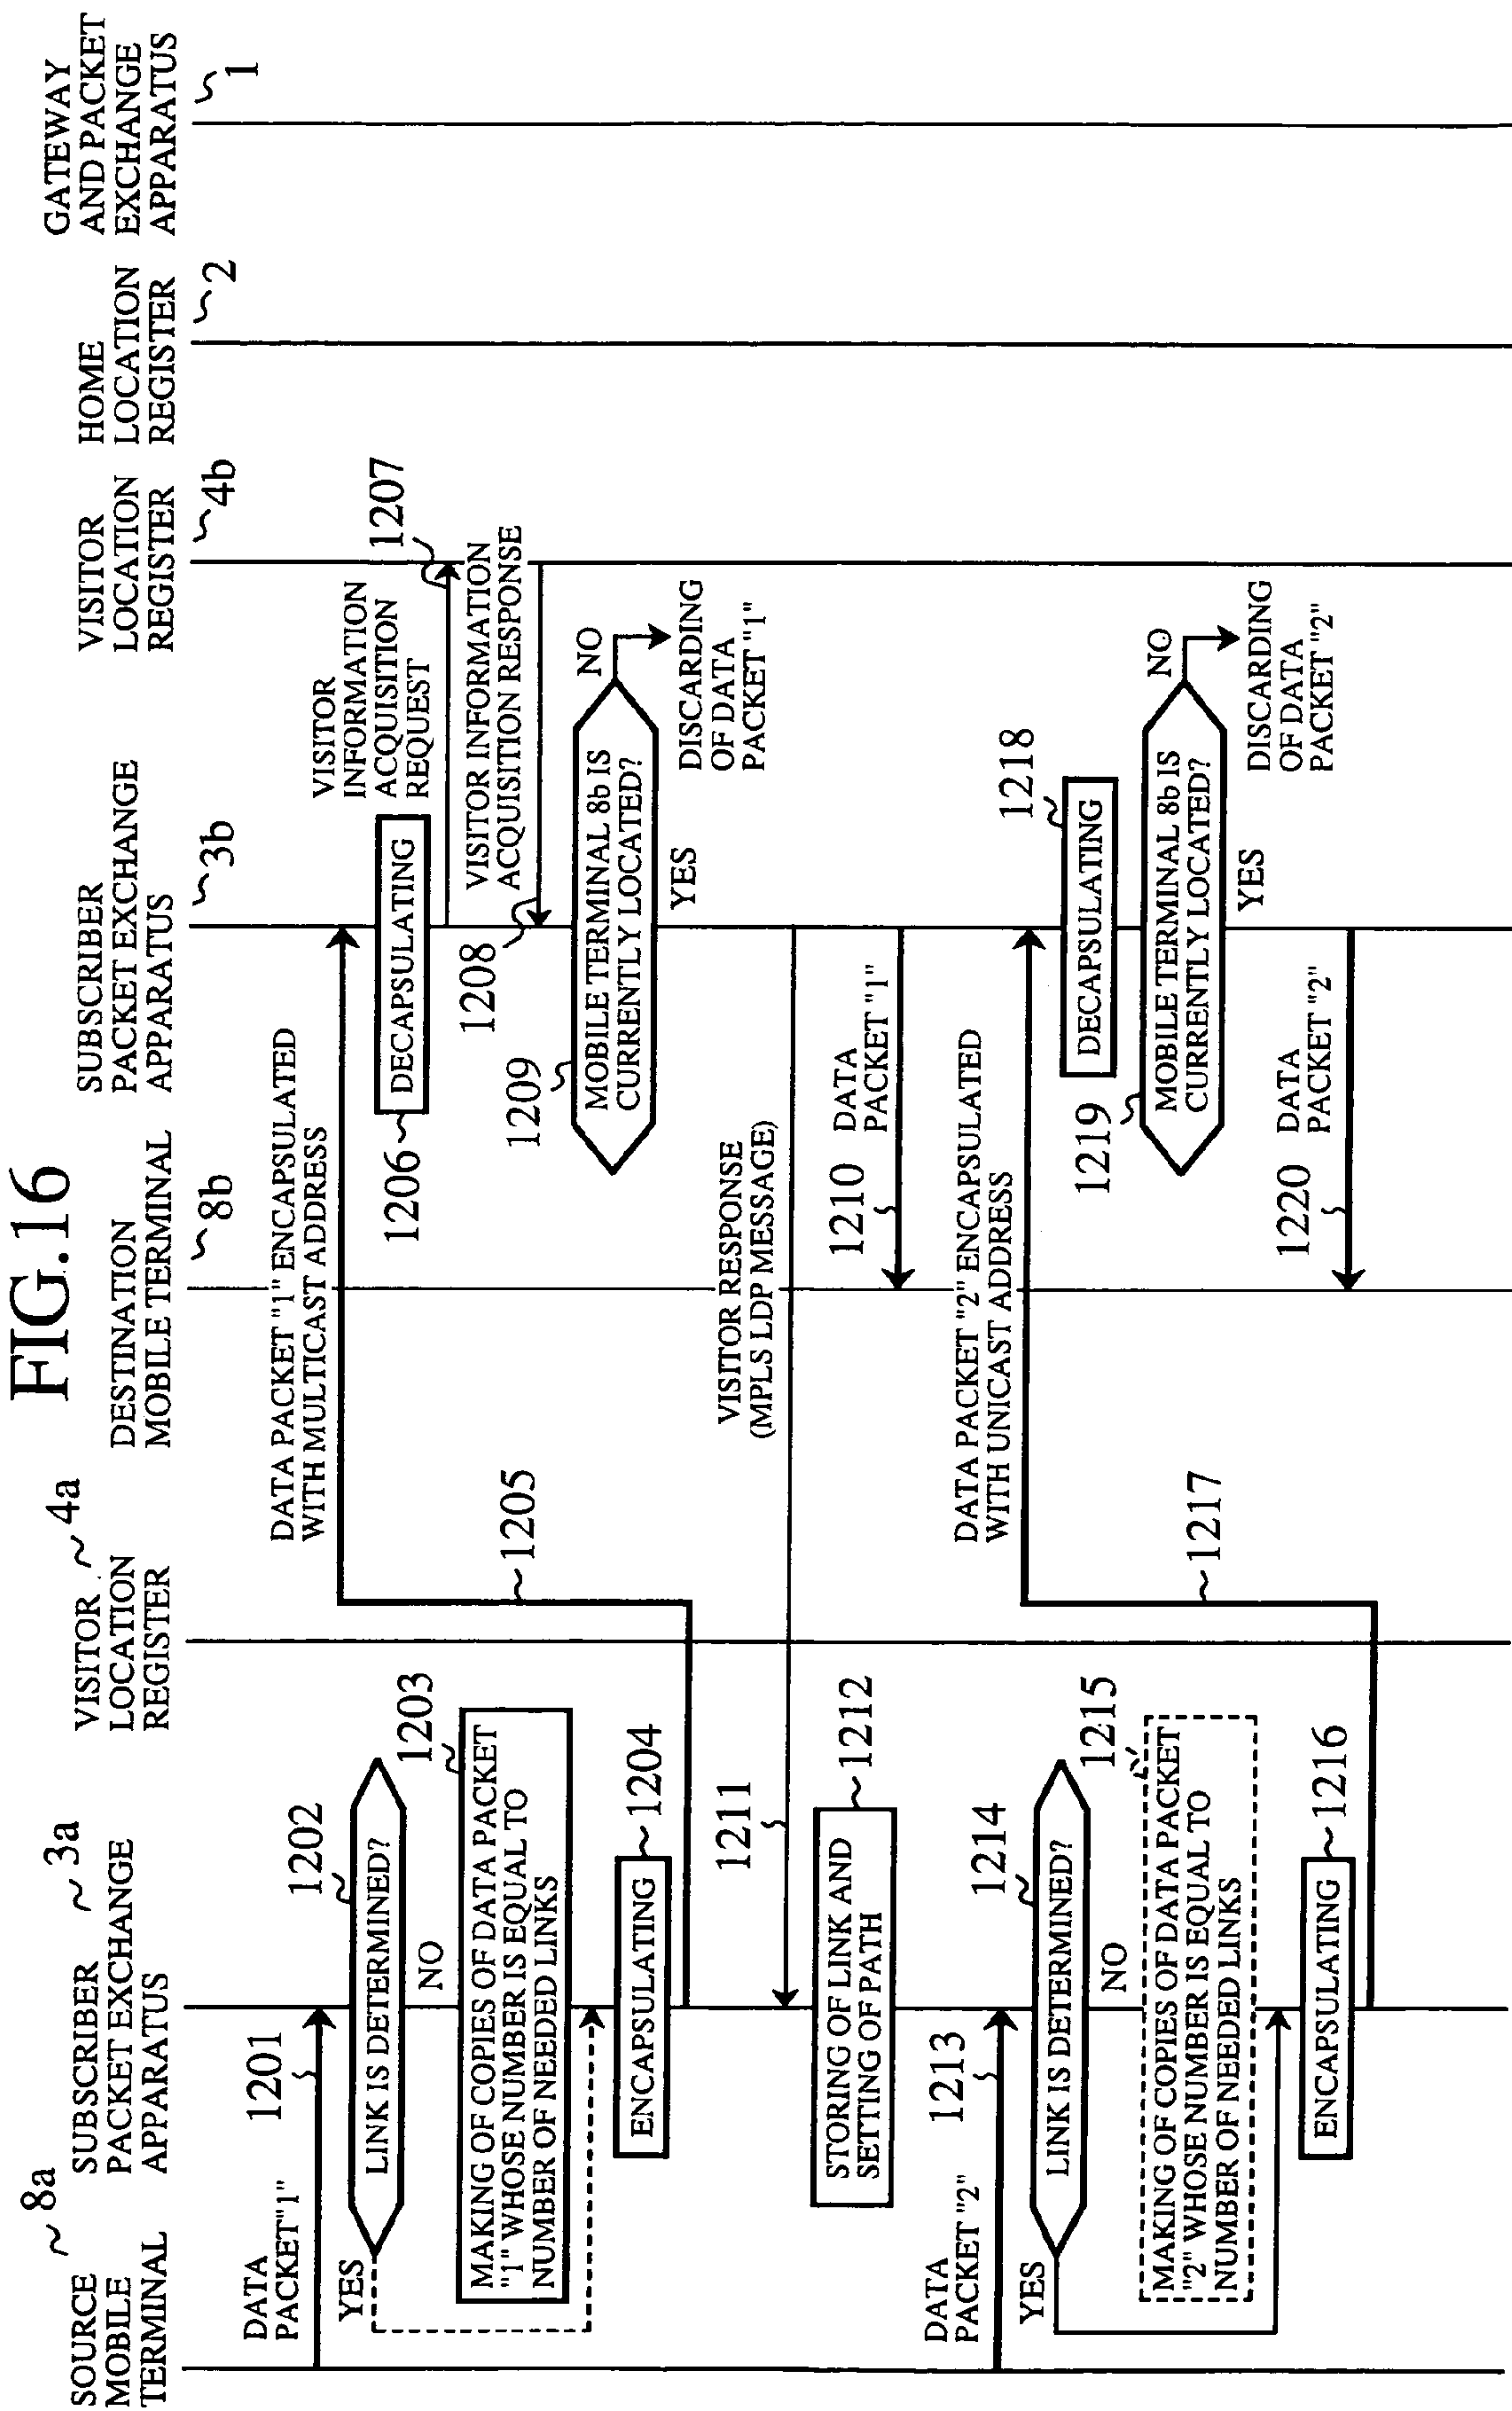 FIG.16
SOURCE
MOBILE
TERMINAL
8a
SUBSCRIBER
PACKET EXCHANGE
APPARATUS
3a
VISITOR
LOCATION
REGISTER
4a
DESTINATION
MOBILE TERMINAL
8b
SUBSCRIBER
PACKET EXCHANGE
APPARATUS
3b
VISITOR
LOCATION
REGISTER
4b
HOME
LOCATION
REGISTER
2
GATEWAY
AND PACKET
EXCHANGE
APPARATUS
1
DATA
PACKET"1"
1201
YES
LINK IS DETERMINED?
1202
NO
MAKING OF COPIES OF DATA PACKET
"1" WHOSE NUMBER IS EQUAL TO
NUMBER OF NEEDED LINKS
1203
ENCAPSULATING
1204
1205
DATA PACKET "1" ENCAPSULATED
WITH MULTICAST ADDRESS
1206
DECAPSULATING
VISITOR
INFORMATION
ACQUISITION
REQUEST
1207
VISITOR INFORMATION
ACQUISITION RESPONSE
1208
1209
MOBILE TERMINAL 8b IS
CURRENTLY LOCATED?
NO
DISCARDING
OF DATA
PACKET "1"
YES
VISITOR RESPONSE
(MPLS LDP MESSAGE)
1211
1210
DATA
PACKET "1"
STORING OF LINK AND
SETTING OF PATH
1212
DATA
PACKET "2"
1213
YES
LINK IS DETERMINED?
1214
NO
MAKING OF COPIES OF DATA PACKET
"2" WHOSE NUMBER IS EQUAL TO
NUMBER OF NEEDED LINKS
1215
ENCAPSULATING
1216
1217
DATA PACKET "2" ENCAPSULATED
WITH UNICAST ADDRESS
DECAPSULATING
1218
1219
MOBILE TERMINAL 8b IS
CURRENTLY LOCATED?
NO
DISCARDING
OF DATA
PACKET "2"
YES
1220
DATA
PACKET "2"